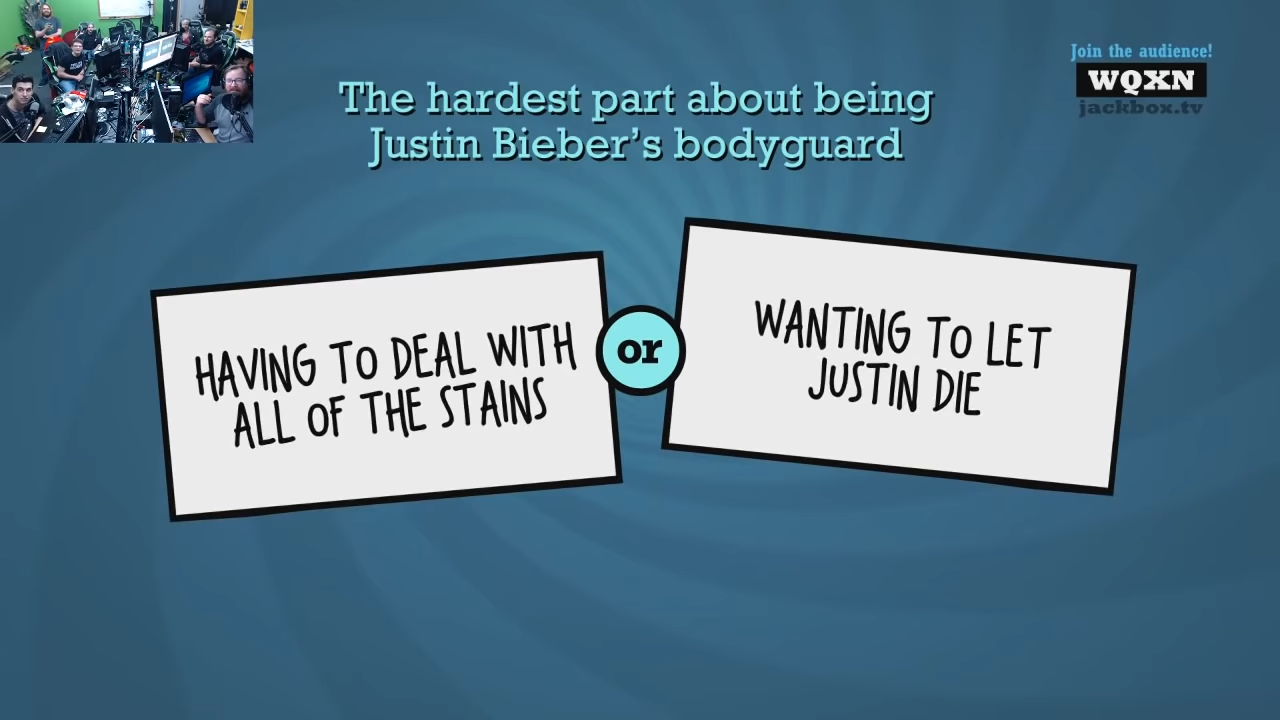 Join the audience!
WQXN
jackbox.tv
The hardest part about being
Justin Bieber's bodyguard
HAVING TO DEAL WITH
ALL OF THE STAINS
or
WANTING TO LET
JUSTIN DIE